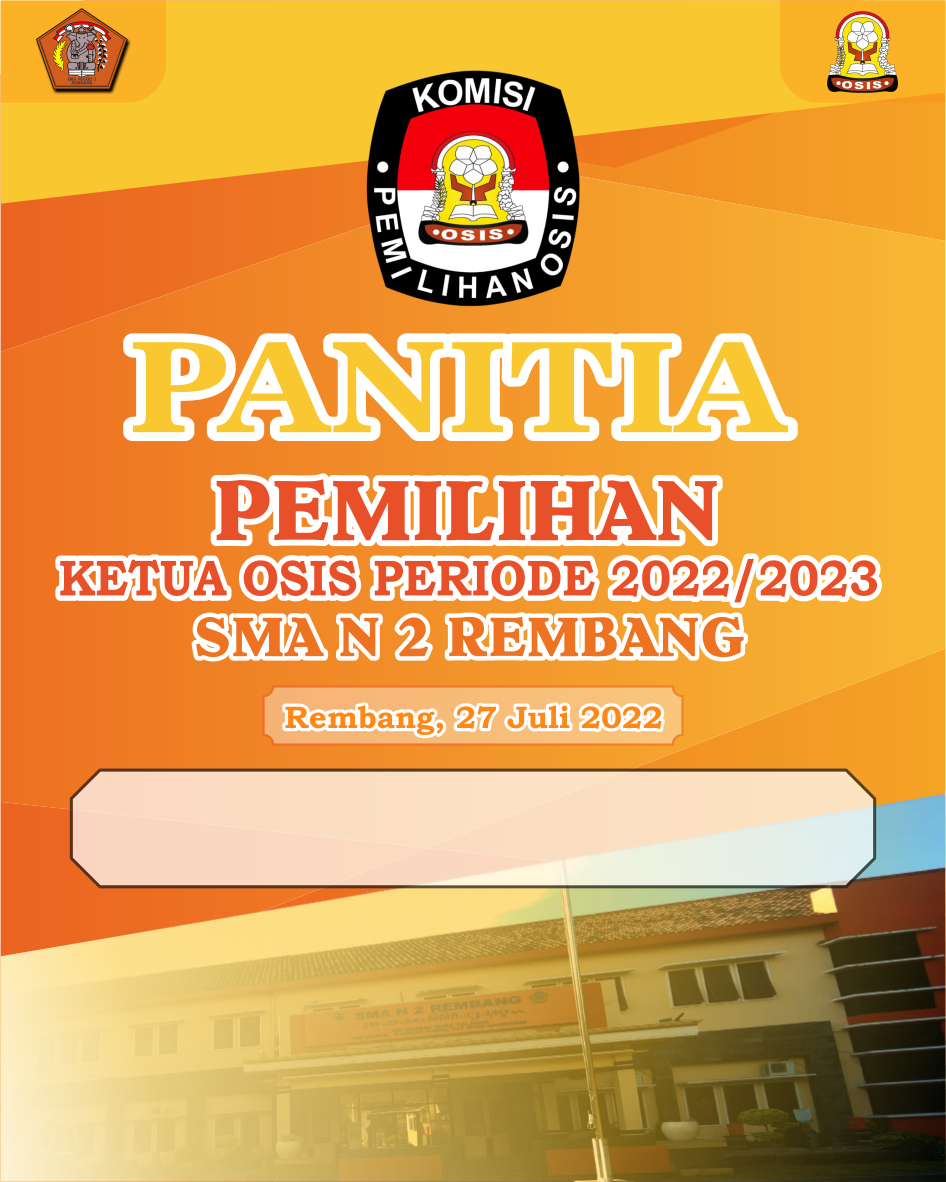 KOMISI
PEMILIHAN OSIS
OSIS
OSIS
PANITIA
PEMILIHAN
KETUA OSIS PERIODE 2022/2023
SMA N 2 REMBANG
Rembang, 27 Juli 2022
SMA N 2 REMBANG